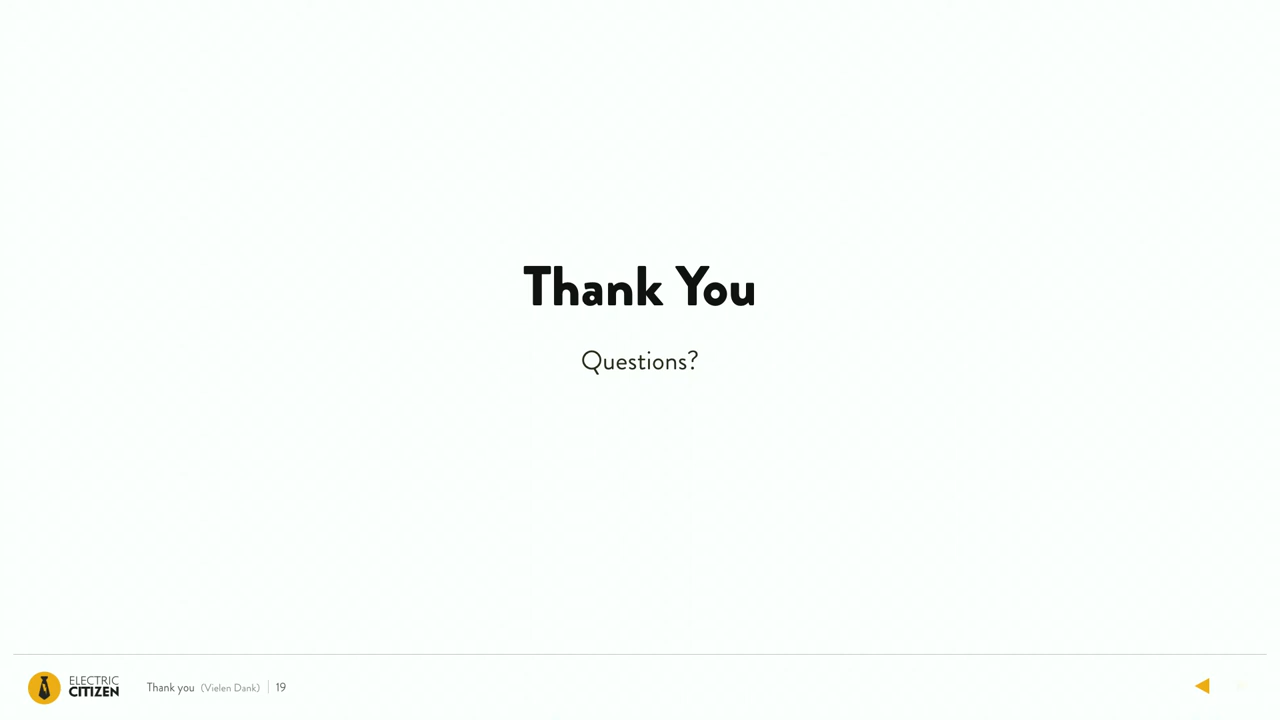 Thank You
Questions?
ELECTRIC
CITIZEN
Thank you (Vielen Dank) 19